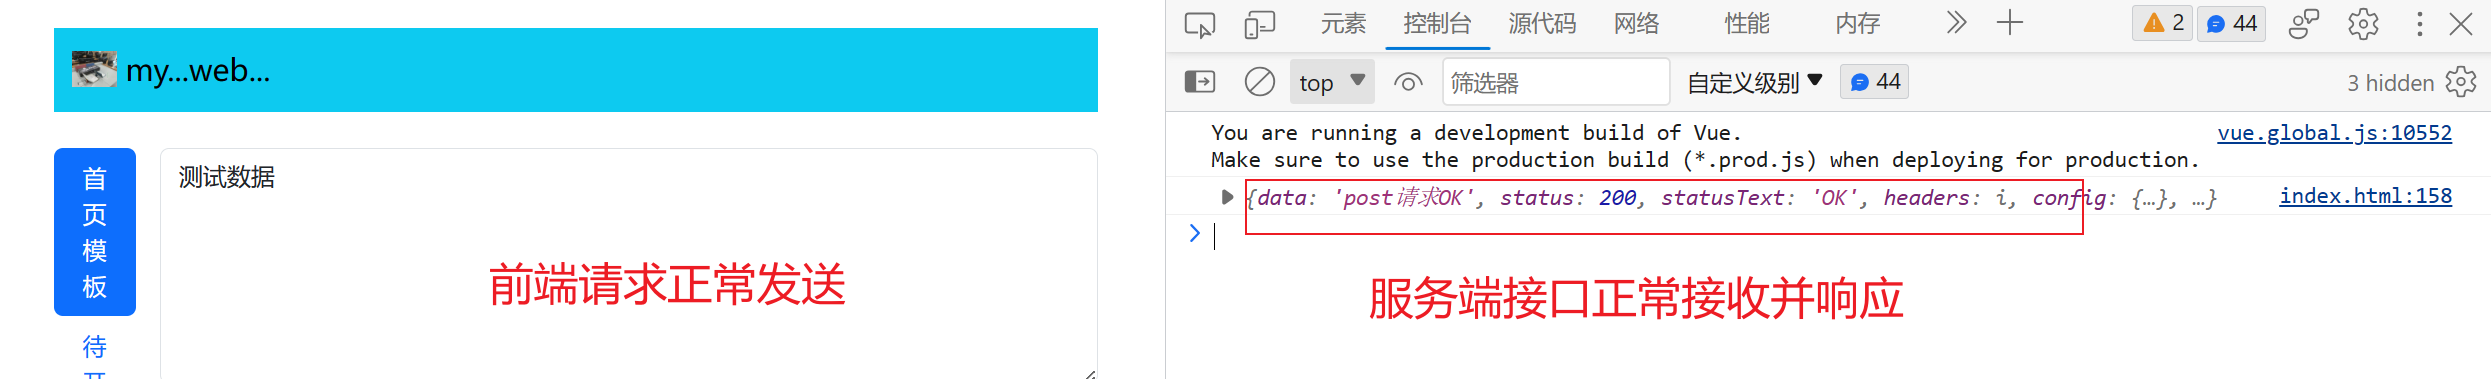 my...web...
首
页
模
板
待
测试数据
前端请求正常发送
元素 控制台 源代码 网络 性能 内存 2 44
top 筛选器 自定义级别 44 3 hidden
You are running a development build of Vue. vue.global.js:10552
Make sure to use the production build (*.prod.js) when deploying for production.
{data: 'post请求OK', status: 200, statusText: 'OK', headers: i, config: {…}, …} index.html:158
服务端接口正常接收并响应